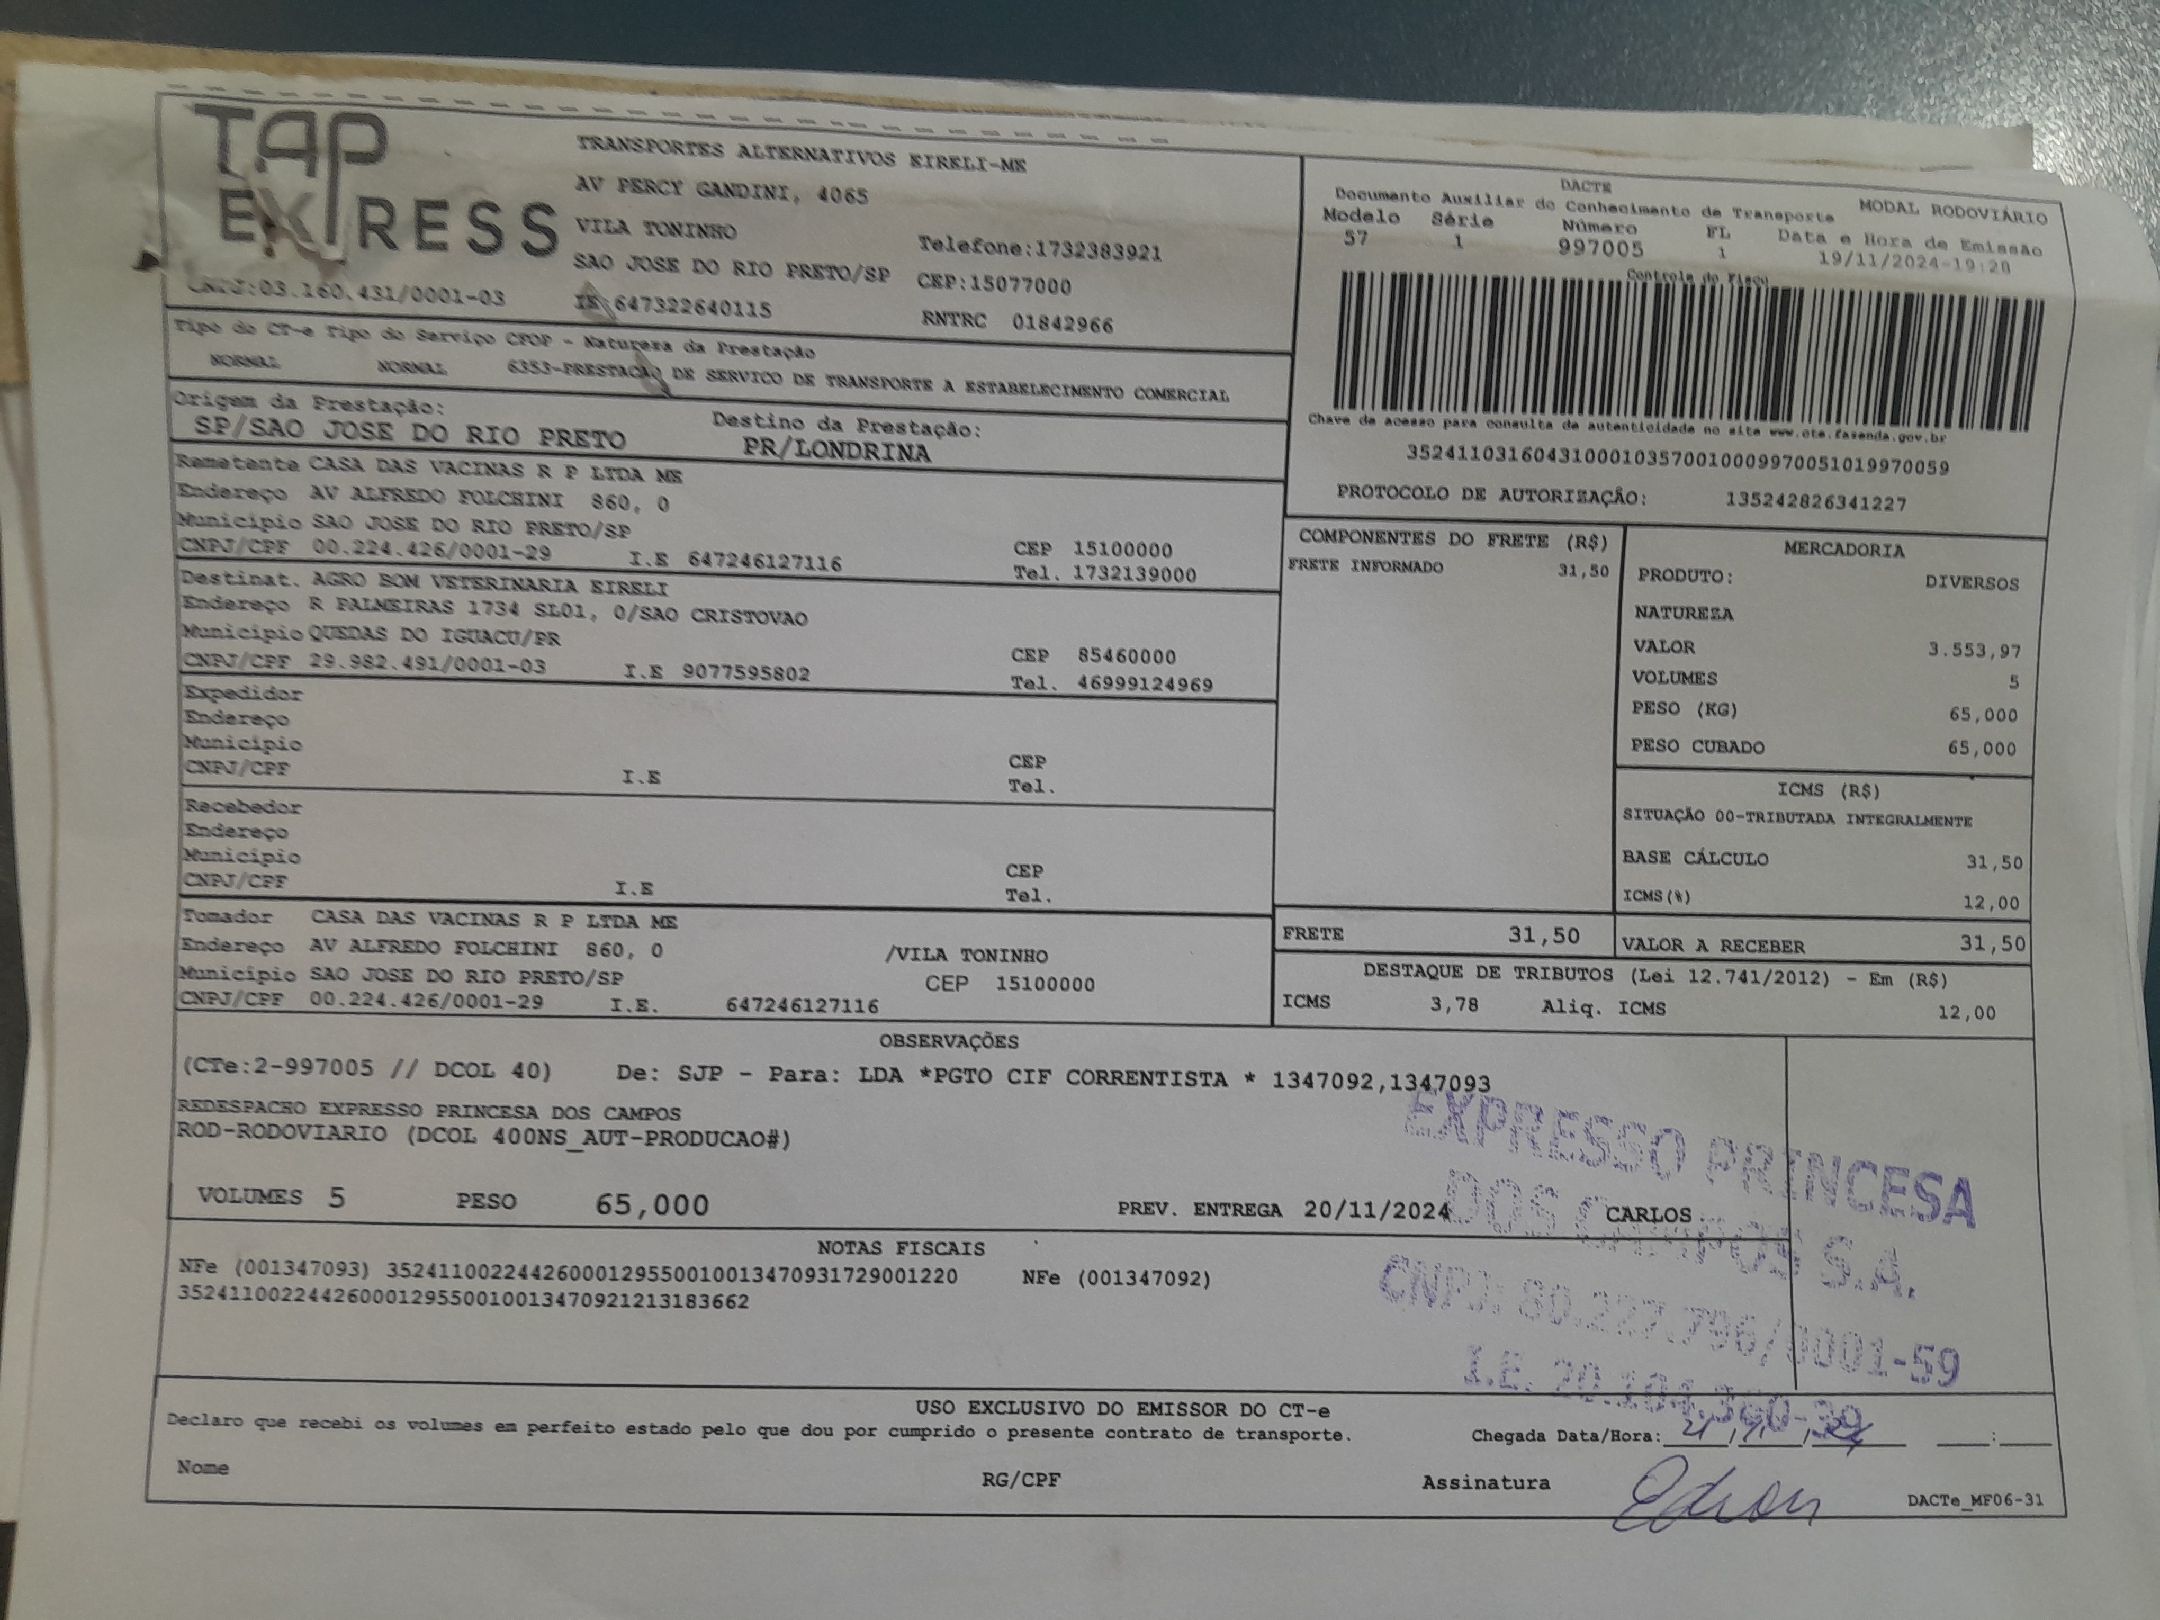 TAP
EXPRESS
TRANSPORTES ALTERNATIVOS EIRELI-ME
AV PERCY GANDINI, 4065
VILA TONINHO
Telefone:1732383921
SAO JOSE DO RIO PRETO/SP CEP:15077000
CNPJ:03.160.431/0001-03 IE:647322640115 RNTRC 01842966
DACTE
Documento Auxiliar do Conhecimento de Transporte MODAL RODOVIÁRIO
Modelo Série Número FL Data e Hora de Emissão
57 1 997005 1 19/11/2024-19:28
Controle do Fisco
Chave de acesso para consulta de autenticidade no site www.cte.fazenda.gov.br
35241103160431000103570010009970051019970059
PROTOCOLO DE AUTORIZAÇÃO: 135242826341227
Tipo do CT-e Tipo do Serviço CFOP - Natureza da Prestação
NORMAL NORMAL 6353-PRESTACAO DE SERVICO DE TRANSPORTE A ESTABELECIMENTO COMERCIAL
Origem da Prestação: Destino da Prestação:
SP/SAO JOSE DO RIO PRETO PR/LONDRINA
Remetente CASA DAS VACINAS R P LTDA ME
Endereço AV ALFREDO FOLCHINI 860, 0
Município SAO JOSE DO RIO PRETO/SP CEP 15100000
CNPJ/CPF 00.224.426/0001-29 I.E 647246127116 Tel. 1732139000
Destinat. AGRO BOM VETERINARIA EIRELI
Endereço R PALMEIRAS 1734 SL01, 0/SAO CRISTOVAO
Município QUEDAS DO IGUACU/PR CEP 85460000
CNPJ/CPF 29.982.491/0001-03 I.E 9077595802 Tel. 46999124969
Expedidor
Endereço
Município CEP
CNPJ/CPF I.E Tel.
Recebedor
Endereço
Município CEP
CNPJ/CPF I.E Tel.
Tomador CASA DAS VACINAS R P LTDA ME
Endereço AV ALFREDO FOLCHINI 860, 0 /VILA TONINHO
Município SAO JOSE DO RIO PRETO/SP CEP 15100000
CNPJ/CPF 00.224.426/0001-29 I.E. 647246127116
COMPONENTES DO FRETE (R$)
FRETE INFORMADO 31,50
MERCADORIA
PRODUTO: DIVERSOS
NATUREZA
VALOR 3.553,97
VOLUMES 5
PESO (KG) 65,000
PESO CUBADO 65,000
ICMS (R$)
SITUAÇÃO 00-TRIBUTADA INTEGRALMENTE
BASE CÁLCULO 31,50
ICMS(%) 12,00
FRETE 31,50 VALOR A RECEBER 31,50
DESTAQUE DE TRIBUTOS (Lei 12.741/2012) - Em (R$)
ICMS 3,78 Aliq. ICMS 12,00
OBSERVAÇÕES
(CTe:2-997005 // DCOL 40) De: SJP - Para: LDA *PGTO CIF CORRENTISTA * 1347092,1347093
REDESPACHO EXPRESSO PRINCESA DOS CAMPOS
ROD-RODOVIARIO (DCOL 400NS_AUT-PRODUCAO#)
VOLUMES 5 PESO 65,000 PREV. ENTREGA 20/11/2024 CARLOS
EXPRESSO PRINCESA
DOS CAMPOS S.A.
NOTAS FISCAIS
NFe (001347093) 35241100224426000129550010013470931729001220 NFe (001347092)
35241100224426000129550010013470921213183662
USO EXCLUSIVO DO EMISSOR DO CT-e
Declaro que recebi os volumes em perfeito estado pelo que dou por cumprido o presente contrato de transporte. Chegada Data/Hora:
Nome RG/CPF Assinatura
DACTe_MF06-31